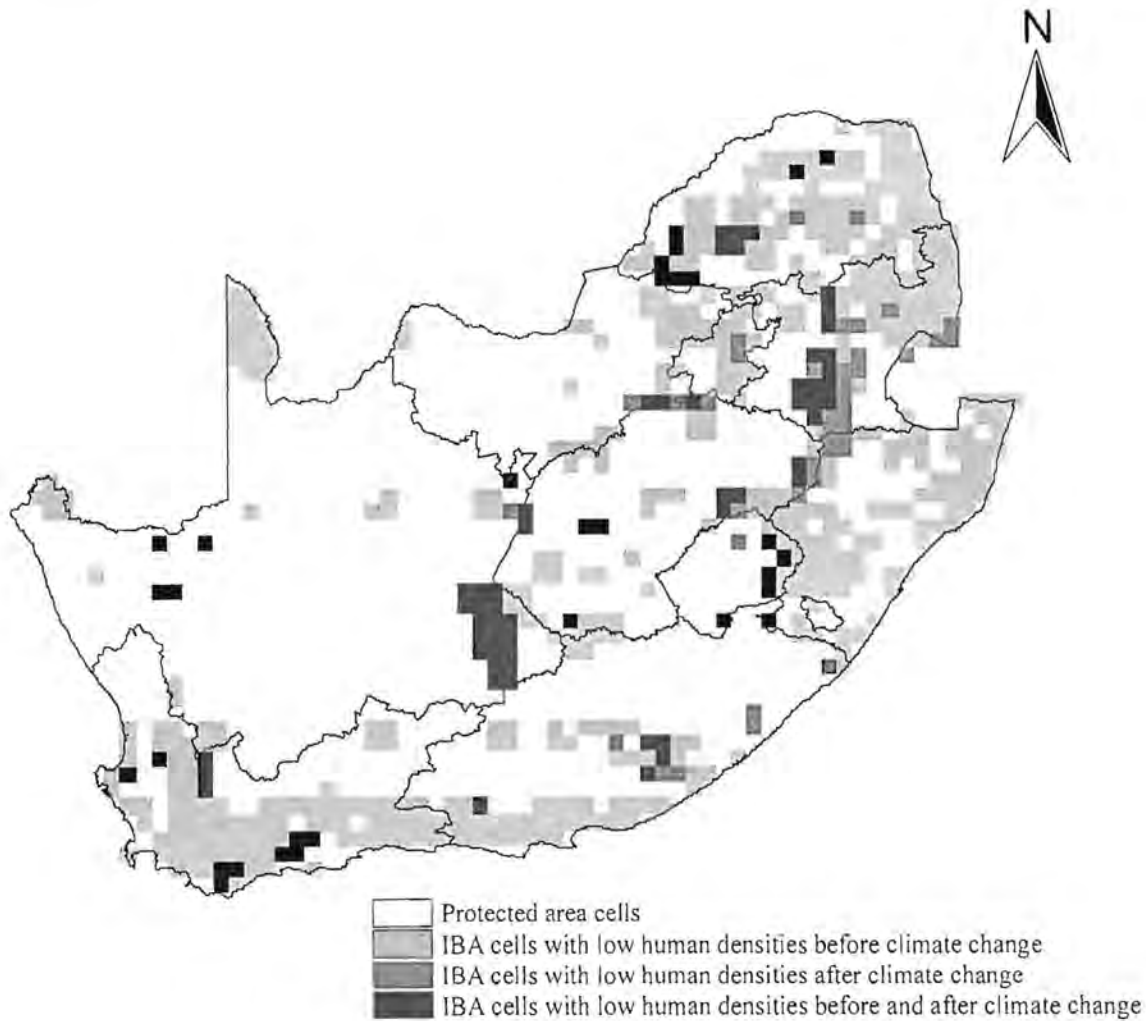 N
Protected area cells
IBA cells with low human densities before climate change
IBA cells with low human densities after climate change
IBA cells with low human densities before and after climate change